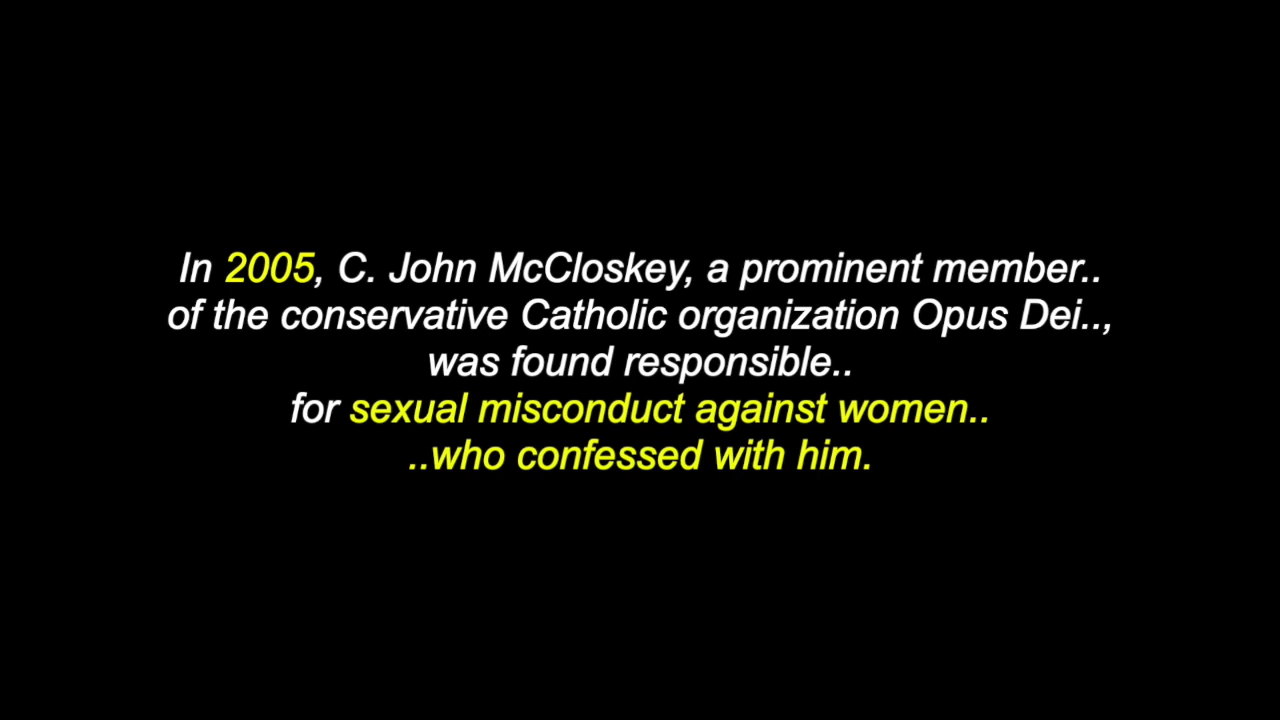 In 2005, C. John McCloskey, a prominent member..
of the conservative Catholic organization Opus Dei..,
was found responsible..
for sexual misconduct against women..
..who confessed with him.